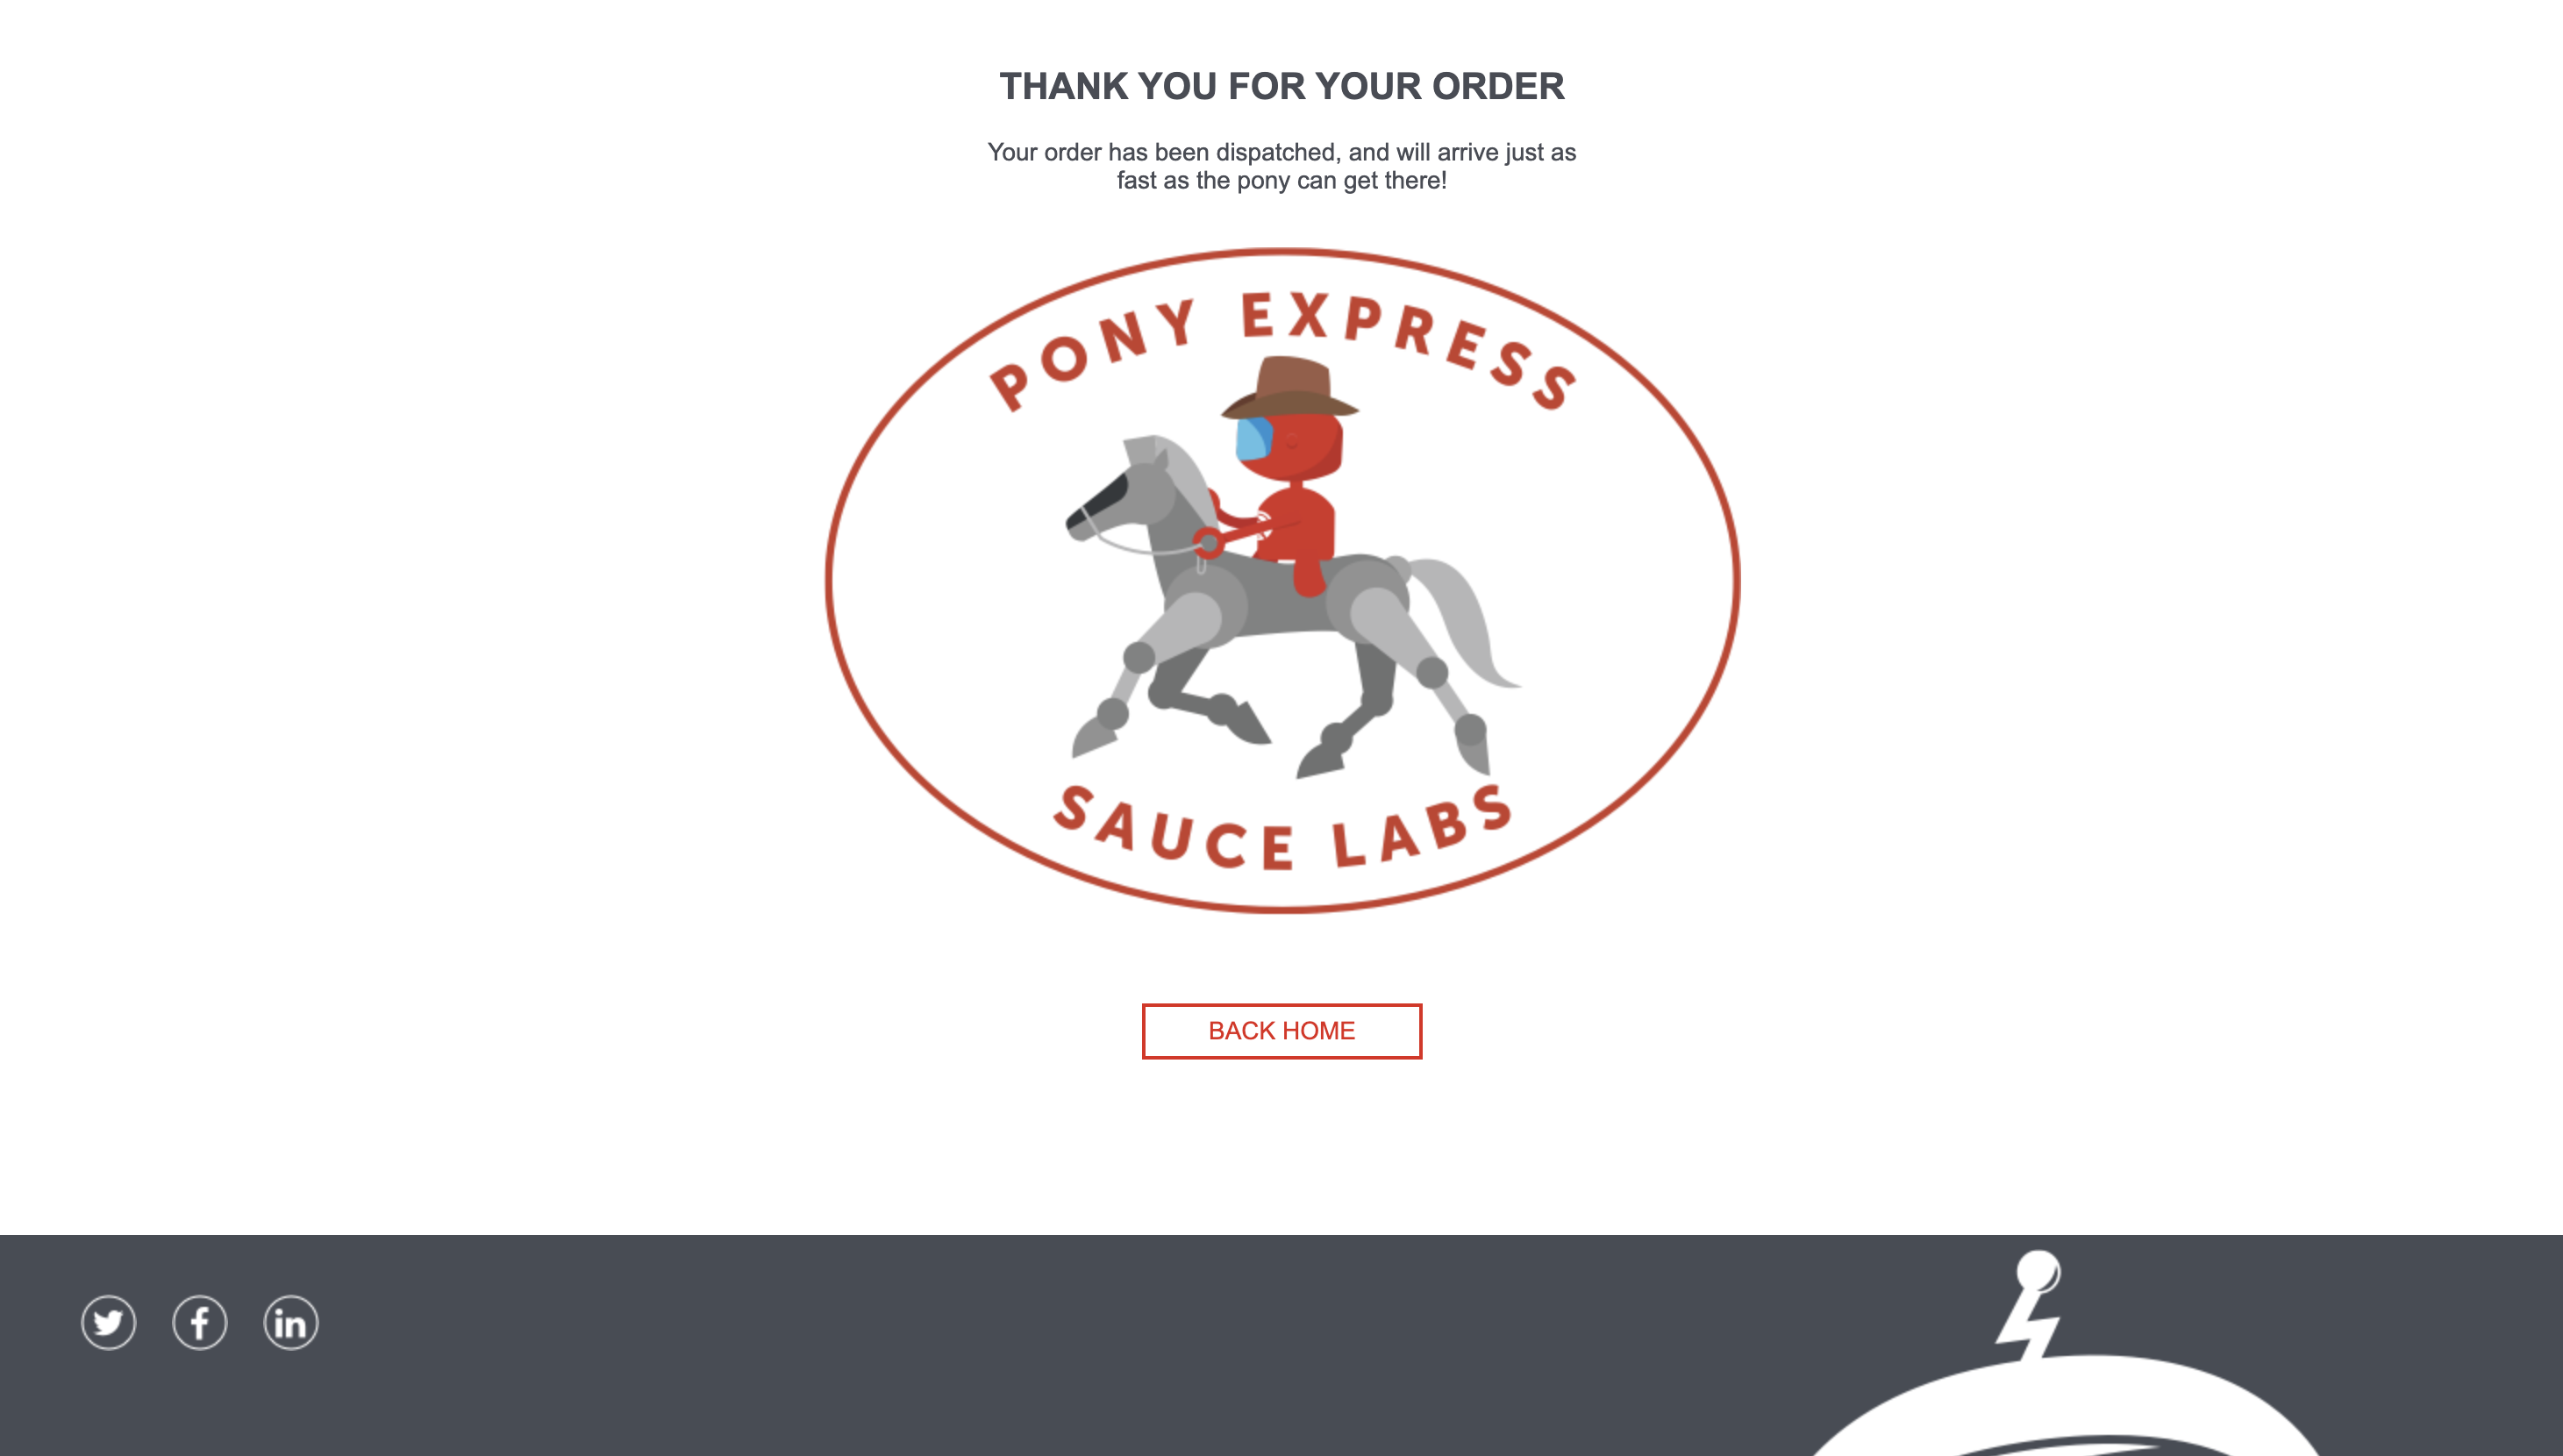 THANK YOU FOR YOUR ORDER
Your order has been dispatched, and will arrive just as
fast as the pony can get there!
PONY EXPRESS
SAUCE LABS
BACK HOME